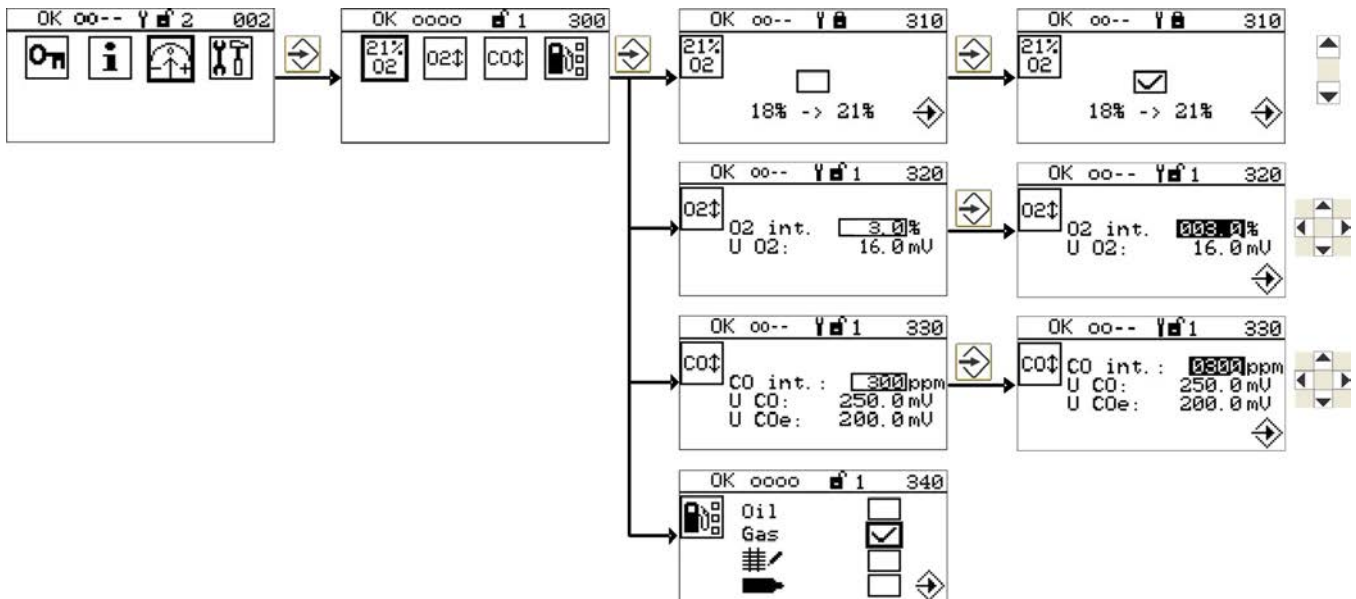 OK oo-- 2 002
i
OK oooo 1 300
21%
O2
O2↕
CO↕
OK oo-- 310
21%
O2
18% -> 21%
OK oo-- 310
21%
O2
18% -> 21%
OK oo-- 1 320
O2↕
O2 int. 3.0%
U O2: 16.0mV
OK oo-- 1 320
O2↕
O2 int. 003.0%
U O2: 16.0mV
OK oo-- 1 330
CO↕
CO int.: 300ppm
U CO: 250.0mV
U COe: 200.0mV
OK oo-- 1 330
CO↕
CO int.: 0300ppm
U CO: 250.0mV
U COe: 200.0mV
OK oooo 1 340
Oil
Gas